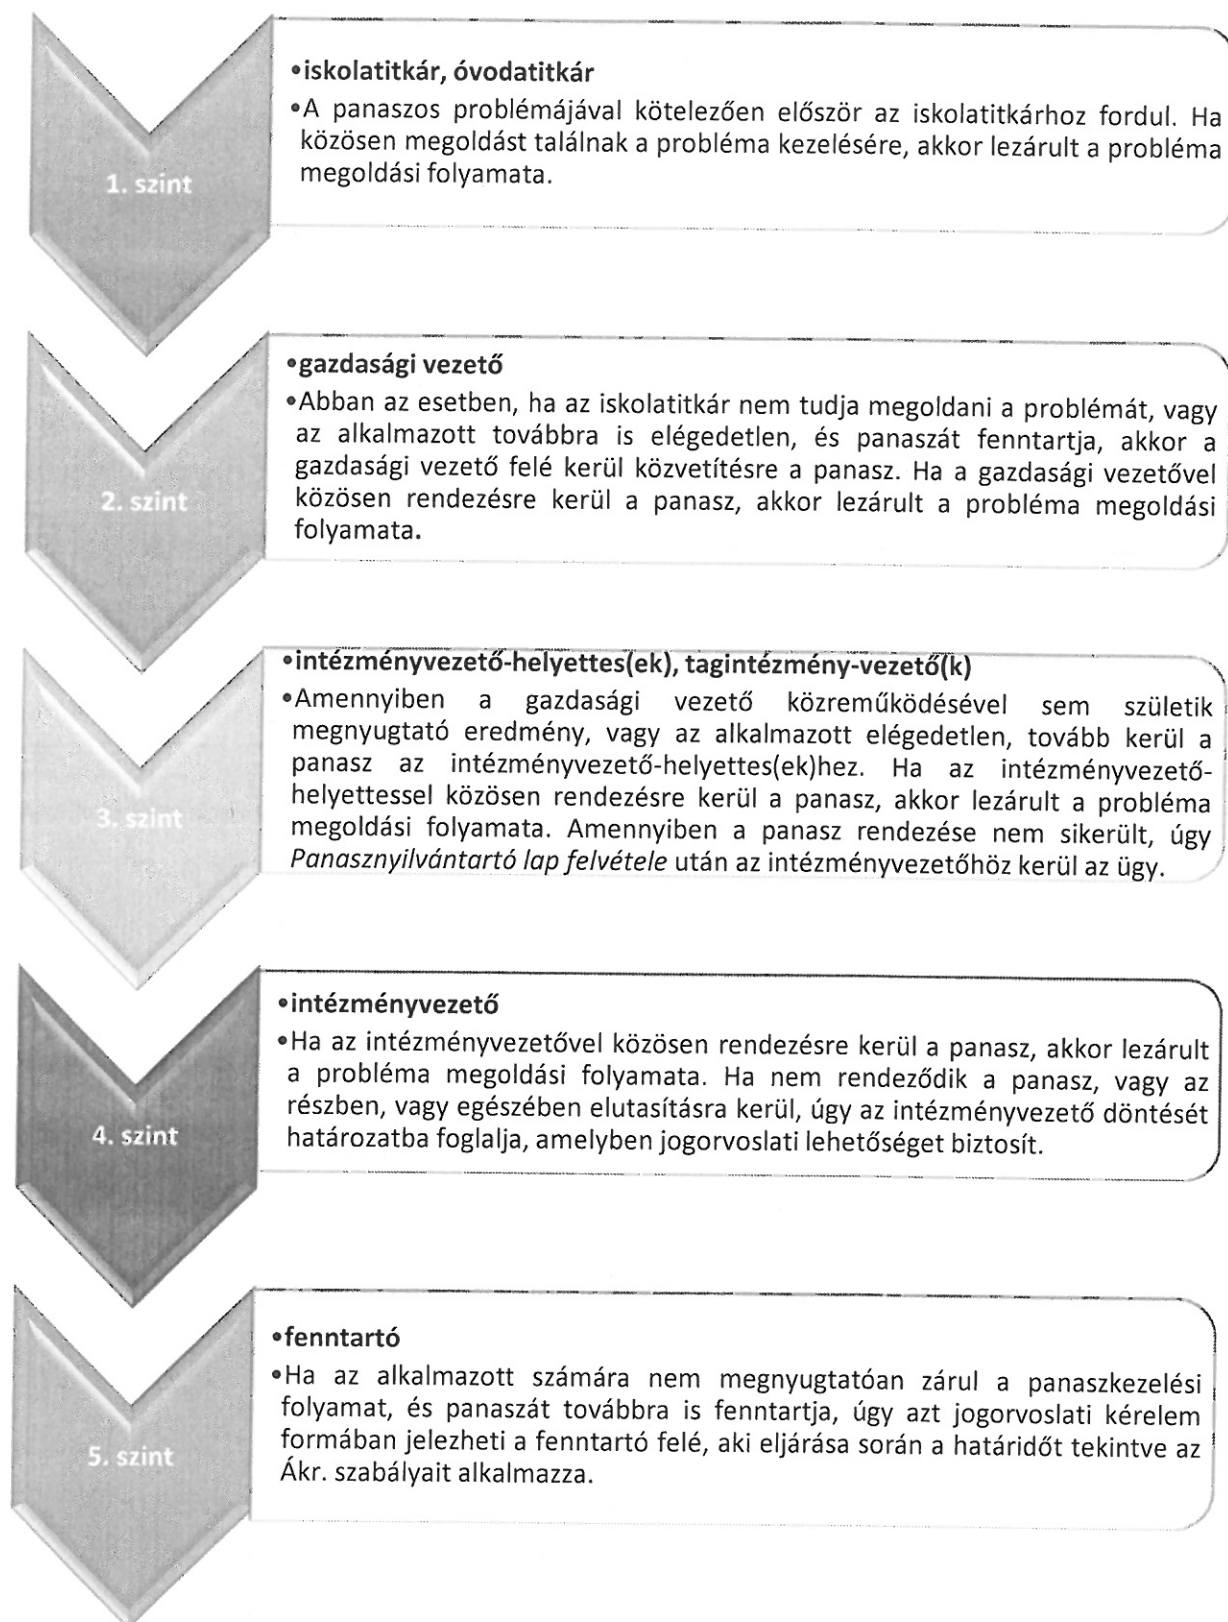 1. szint
•iskolatitkár, óvodatitkár
•A panaszos problémájával kötelezően először az iskolatitkárhoz fordul. Ha
közösen megoldást találnak a probléma kezelésére, akkor lezárult a probléma
megoldási folyamata.
2. szint
•gazdasági vezető
•Abban az esetben, ha az iskolatitkár nem tudja megoldani a problémát, vagy
az alkalmazott továbbra is elégedetlen, és panaszát fenntartja, akkor a
gazdasági vezető felé kerül közvetítésre a panasz. Ha a gazdasági vezetővel
közösen rendezésre kerül a panasz, akkor lezárult a probléma megoldási
folyamata.
3. szint
•intézményvezető-helyettes(ek), tagintézmény-vezető(k)
•Amennyiben a gazdasági vezető közreműködésével sem születik
megnyugtató eredmény, vagy az alkalmazott elégedetlen, tovább kerül a
panasz az intézményvezető-helyettes(ek)hez. Ha az intézményvezető-
helyettessel közösen rendezésre kerül a panasz, akkor lezárult a probléma
megoldási folyamata. Amennyiben a panasz rendezése nem sikerült, úgy
Panasznyilvántartó lap felvétele után az intézményvezetőhöz kerül az ügy.
4. szint
•intézményvezető
•Ha az intézményvezetővel közösen rendezésre kerül a panasz, akkor lezárult
a probléma megoldási folyamata. Ha nem rendeződik a panasz, vagy az
részben, vagy egészében elutasításra kerül, úgy az intézményvezető döntését
határozatba foglalja, amelyben jogorvoslati lehetőséget biztosít.
5. szint
•fenntartó
•Ha az alkalmazott számára nem megnyugtatóan zárul a panaszkezelési
folyamat, és panaszát továbbra is fenntartja, úgy azt jogorvoslati kérelem
formában jelezheti a fenntartó felé, aki eljárása során a határidőt tekintve az
Ákr. szabályait alkalmazza.